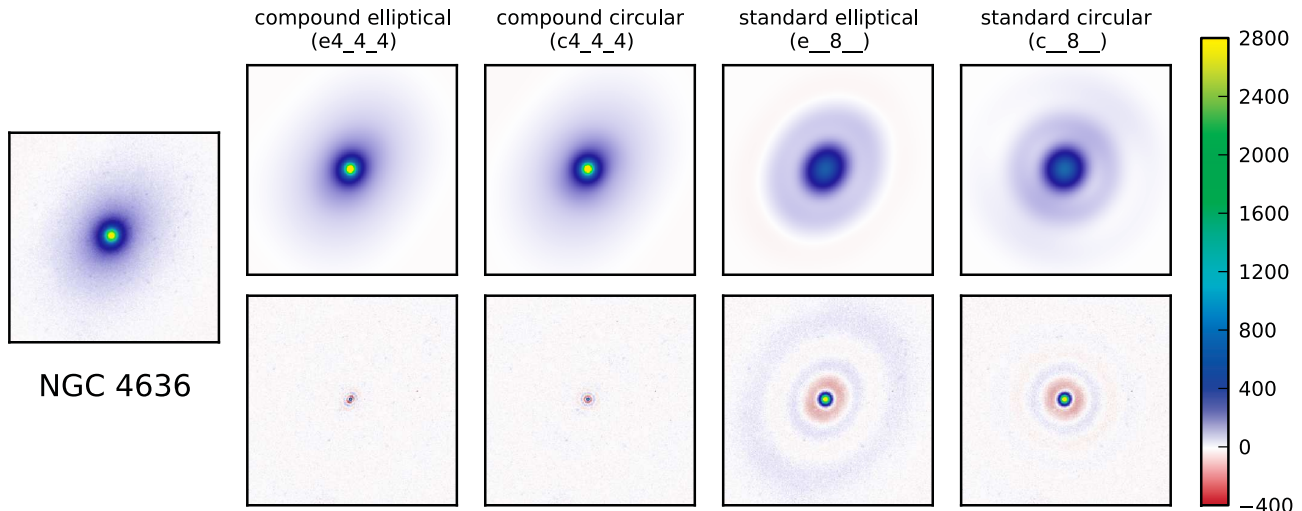 compound elliptical
(e4_4_4)
compound circular
(c4_4_4)
standard elliptical
(e__8__)
standard circular
(c__8__)
NGC 4636
2800
2400
2000
1600
1200
800
400
0
−400